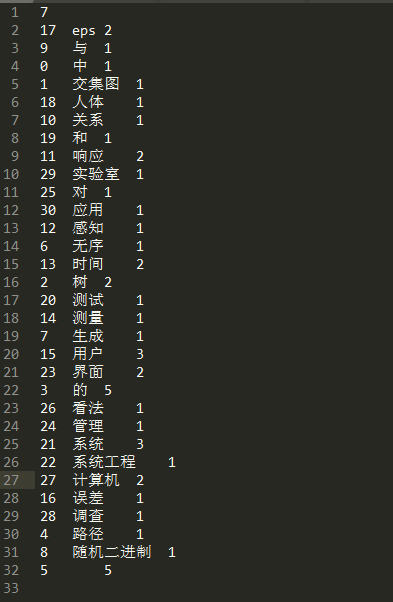 1 7
2 17 eps 2
3 9 与 1
4 0 中 1
5 1 交集图 1
6 18 人体 1
7 10 关系 1
8 19 和 1
9 11 响应 2
10 29 实验室 1
11 25 对 1
12 30 应用 1
13 12 感知 1
14 6 无序 1
15 13 时间 2
16 2 树 2
17 20 测试 1
18 14 测量 1
19 7 生成 1
20 15 用户 3
21 23 界面 2
22 3 的 5
23 26 看法 1
24 24 管理 1
25 21 系统 3
26 22 系统工程 1
27 27 计算机 2
28 16 误差 1
29 28 调查 1
30 4 路径 1
31 8 随机二进制 1
32 5 5
33